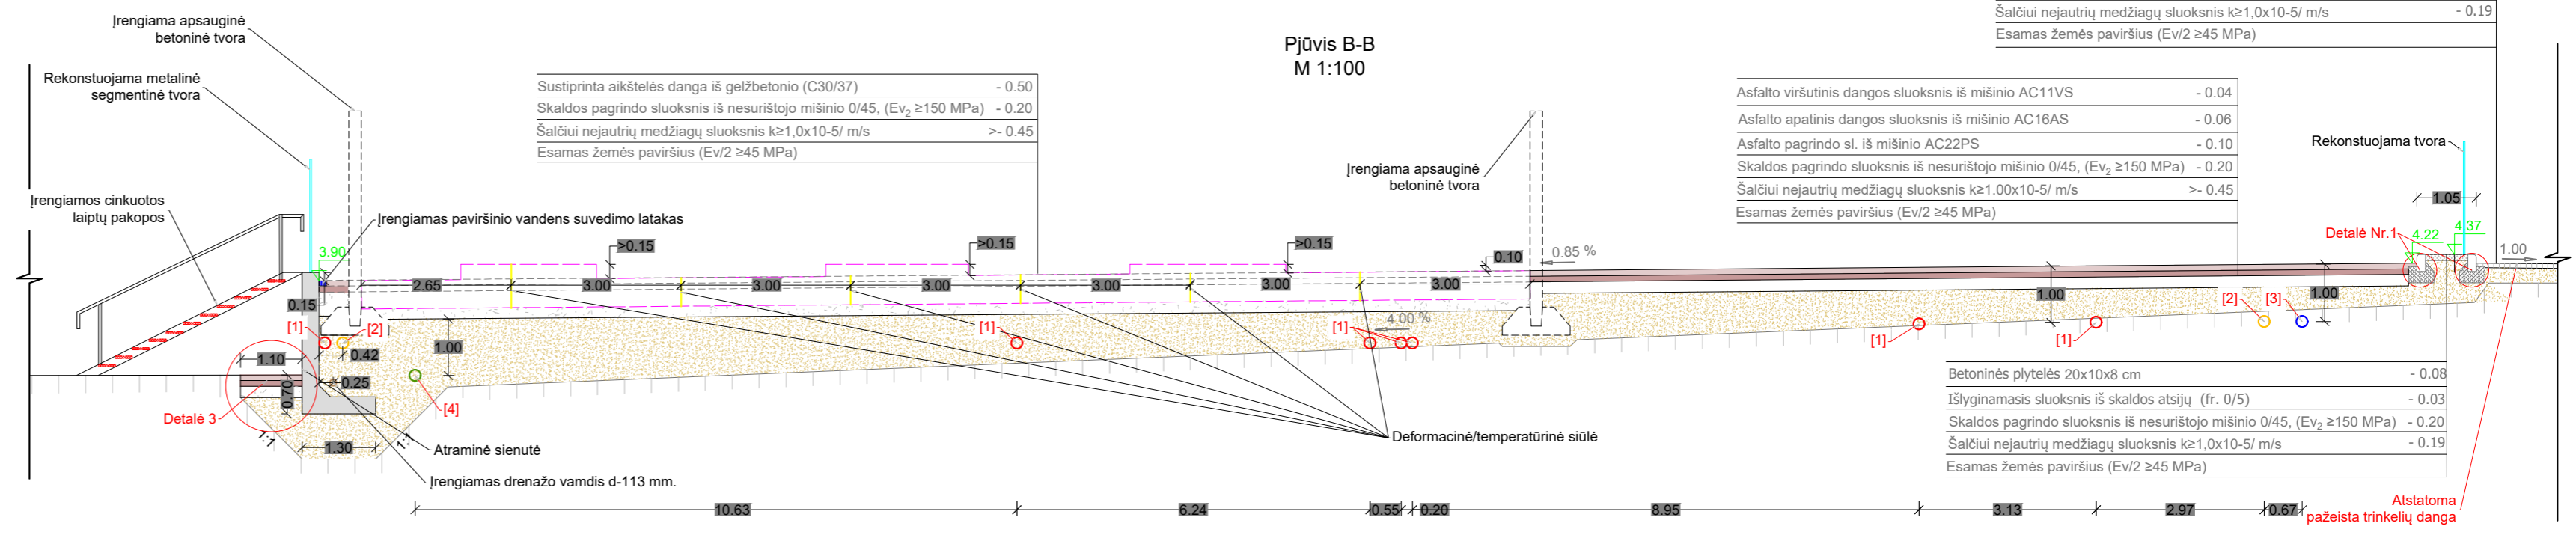 Pjūvis B-B
M 1:100
Įrengiama apsauginė
betoninė tvora
Rekonstuojama metalinė
segmentinė tvora
Įrengiamos cinkuotos
laiptų pakopos
Sustiprinta aikštelės danga iš gelžbetonio (C30/37) - 0.50
Skaldos pagrindo sluoksnis iš nesurištojo mišinio 0/45, (Ev₂ ≥150 MPa) - 0.20
Šalčiui nejautrių medžiagų sluoksnis k≥1,0x10-5/ m/s >- 0.45
Esamas žemės paviršius (Ev/2 ≥45 MPa)
Įrengiamas paviršinio vandens suvedimo latakas
Įrengiama apsauginė
betoninė tvora
Šalčiui nejautrių medžiagų sluoksnis k≥1,0x10-5/ m/s - 0.19
Esamas žemės paviršius (Ev/2 ≥45 MPa)
Asfalto viršutinis dangos sluoksnis iš mišinio AC11VS - 0.04
Asfalto apatinis dangos sluoksnis iš mišinio AC16AS - 0.06
Asfalto pagrindo sl. iš mišinio AC22PS - 0.10
Skaldos pagrindo sluoksnis iš nesurištojo mišinio 0/45, (Ev₂ ≥150 MPa) - 0.20
Šalčiui nejautrių medžiagų sluoksnis k≥1.00x10-5/ m/s >- 0.45
Esamas žemės paviršius (Ev/2 ≥45 MPa)
Rekonstuojama tvora
1.05
Detalė Nr.1
4.22
4.37
1.00
3.90
>0.15
>0.15
>0.15
0.10
0.85 %
2.65
3.00
3.00
3.00
3.00
3.00
3.00
0.15
[1]
[2]
[1]
[1]
4.00 %
[1]
[1]
[2]
[3]
1.00
1.00
1.10
0.42
1.00
0.25
0.70
[4]
Detalė 3
1:1
1.30
1:1
Atraminė sienutė
Įrengiamas drenažo vamdis d-113 mm.
Deformacinė/temperatūrinė siūlė
Betoninės plytelės 20x10x8 cm - 0.08
Išlyginamasis sluoksnis iš skaldos atsijų (fr. 0/5) - 0.03
Skaldos pagrindo sluoksnis iš nesurištojo mišinio 0/45, (Ev₂ ≥150 MPa) - 0.20
Šalčiui nejautrių medžiagų sluoksnis k≥1,0x10-5/ m/s - 0.19
Esamas žemės paviršius (Ev/2 ≥45 MPa)
Atstatoma
pažeista trinkelių danga
10.63
6.24
0.55
0.20
8.95
3.13
2.97
0.67